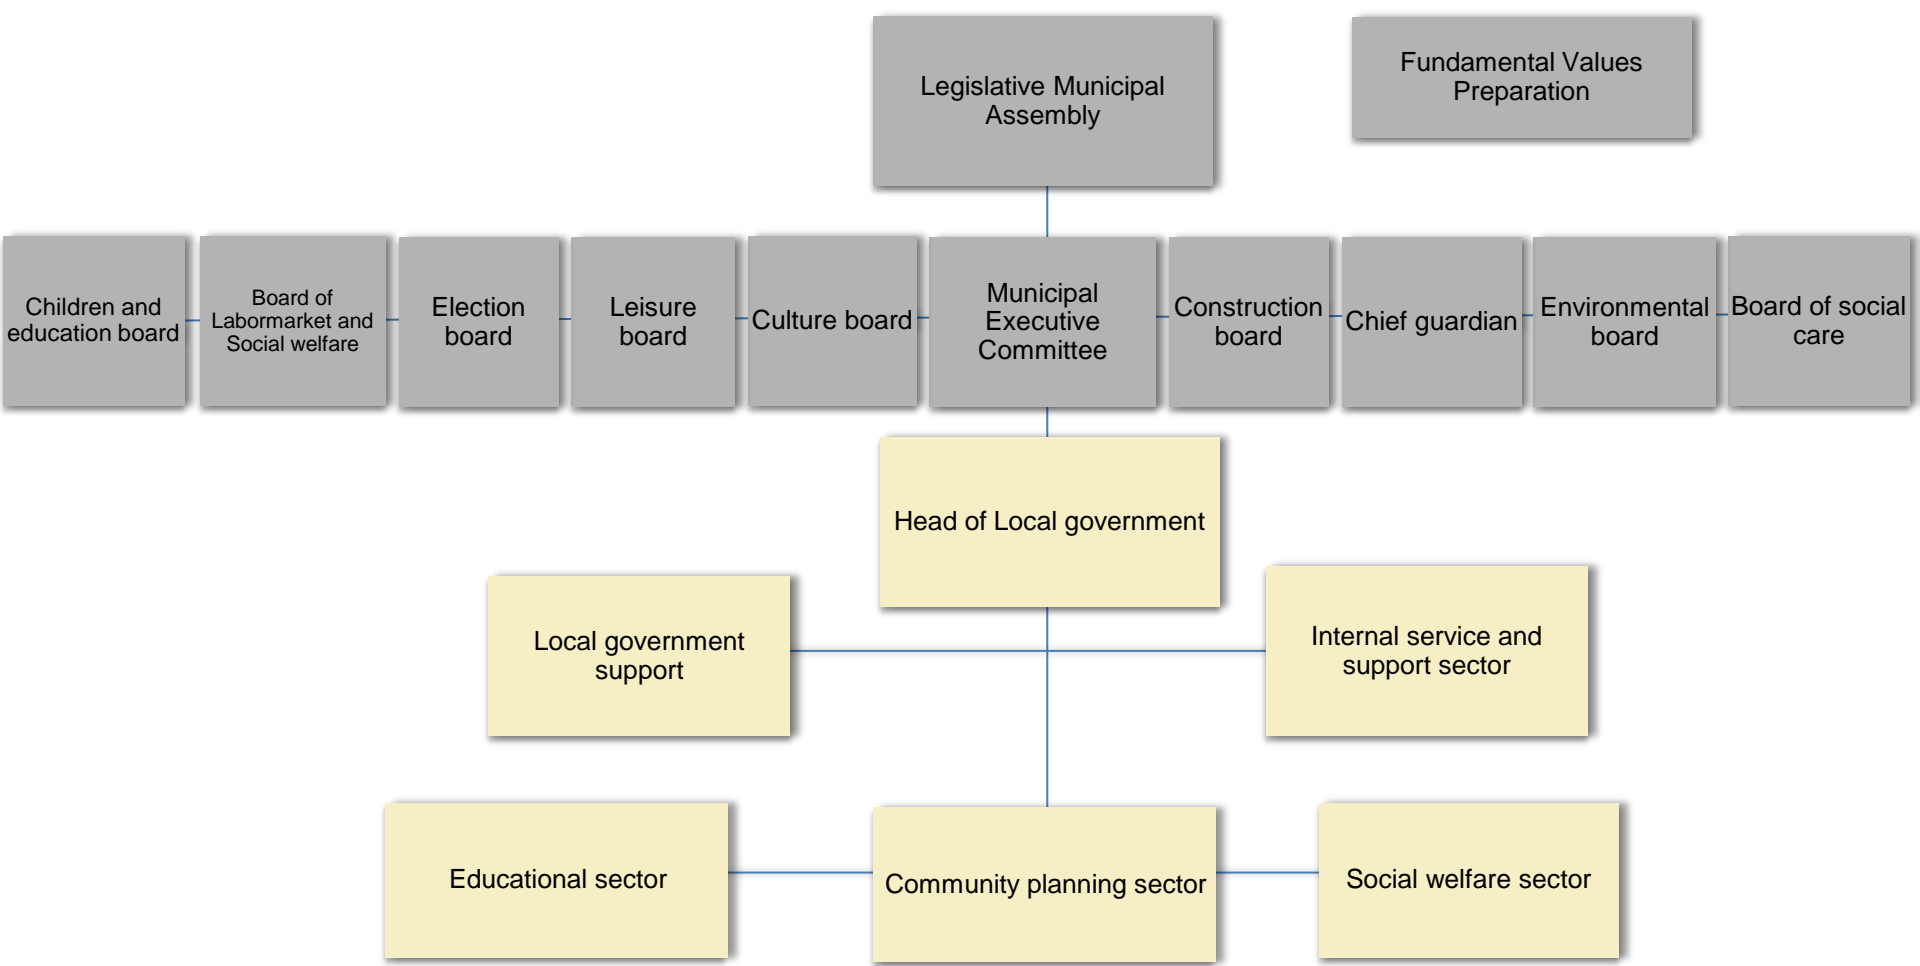 Legislative Municipal
Assembly
Fundamental Values
Preparation
Children and
education board
Board of
Labormarket and
Social welfare
Election
board
Leisure
board
Culture board
Municipal
Executive
Committee
Construction
board
Chief guardian
Environmental
board
Board of social
care
Head of Local government
Local government
support
Internal service and
support sector
Educational sector
Community planning sector
Social welfare sector